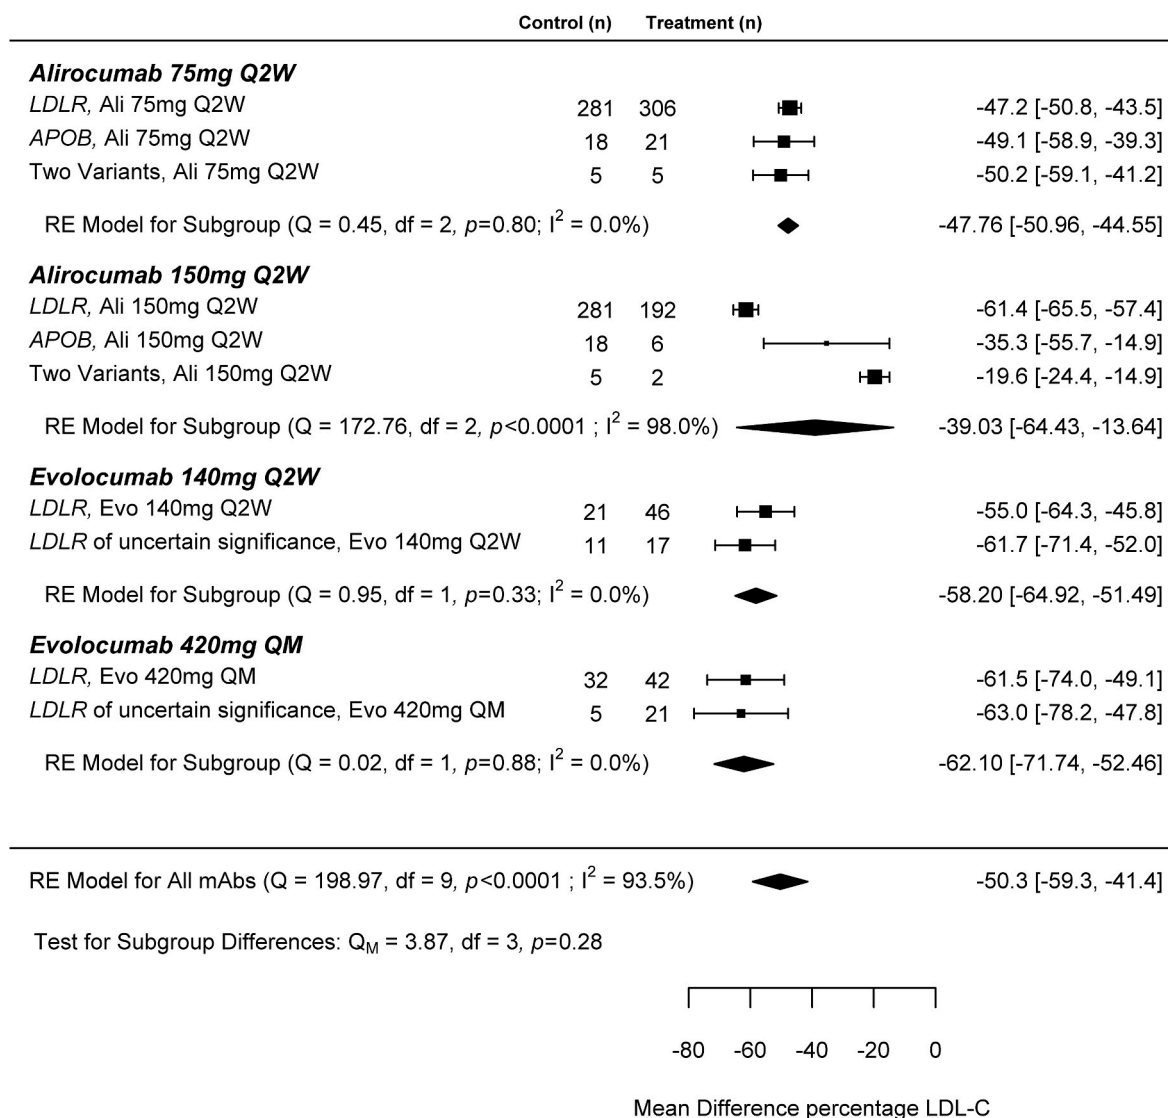 Control (n) Treatment (n)
Alirocumab 75mg Q2W
LDLR, Ali 75mg Q2W 281 306 -47.2 [-50.8, -43.5]
APOB, Ali 75mg Q2W 18 21 -49.1 [-58.9, -39.3]
Two Variants, Ali 75mg Q2W 5 5 -50.2 [-59.1, -41.2]
RE Model for Subgroup (Q = 0.45, df = 2, p=0.80; I² = 0.0%) -47.76 [-50.96, -44.55]
Alirocumab 150mg Q2W
LDLR, Ali 150mg Q2W 281 192 -61.4 [-65.5, -57.4]
APOB, Ali 150mg Q2W 18 6 -35.3 [-55.7, -14.9]
Two Variants, Ali 150mg Q2W 5 2 -19.6 [-24.4, -14.9]
RE Model for Subgroup (Q = 172.76, df = 2, p<0.0001 ; I² = 98.0%) -39.03 [-64.43, -13.64]
Evolocumab 140mg Q2W
LDLR, Evo 140mg Q2W 21 46 -55.0 [-64.3, -45.8]
LDLR of uncertain significance, Evo 140mg Q2W 11 17 -61.7 [-71.4, -52.0]
RE Model for Subgroup (Q = 0.95, df = 1, p=0.33; I² = 0.0%) -58.20 [-64.92, -51.49]
Evolocumab 420mg QM
LDLR, Evo 420mg QM 32 42 -61.5 [-74.0, -49.1]
LDLR of uncertain significance, Evo 420mg QM 5 21 -63.0 [-78.2, -47.8]
RE Model for Subgroup (Q = 0.02, df = 1, p=0.88; I² = 0.0%) -62.10 [-71.74, -52.46]
RE Model for All mAbs (Q = 198.97, df = 9, p<0.0001 ; I² = 93.5%) -50.3 [-59.3, -41.4]
Test for Subgroup Differences: Q_M = 3.87, df = 3, p=0.28
-80 -60 -40 -20 0
Mean Difference percentage LDL-C